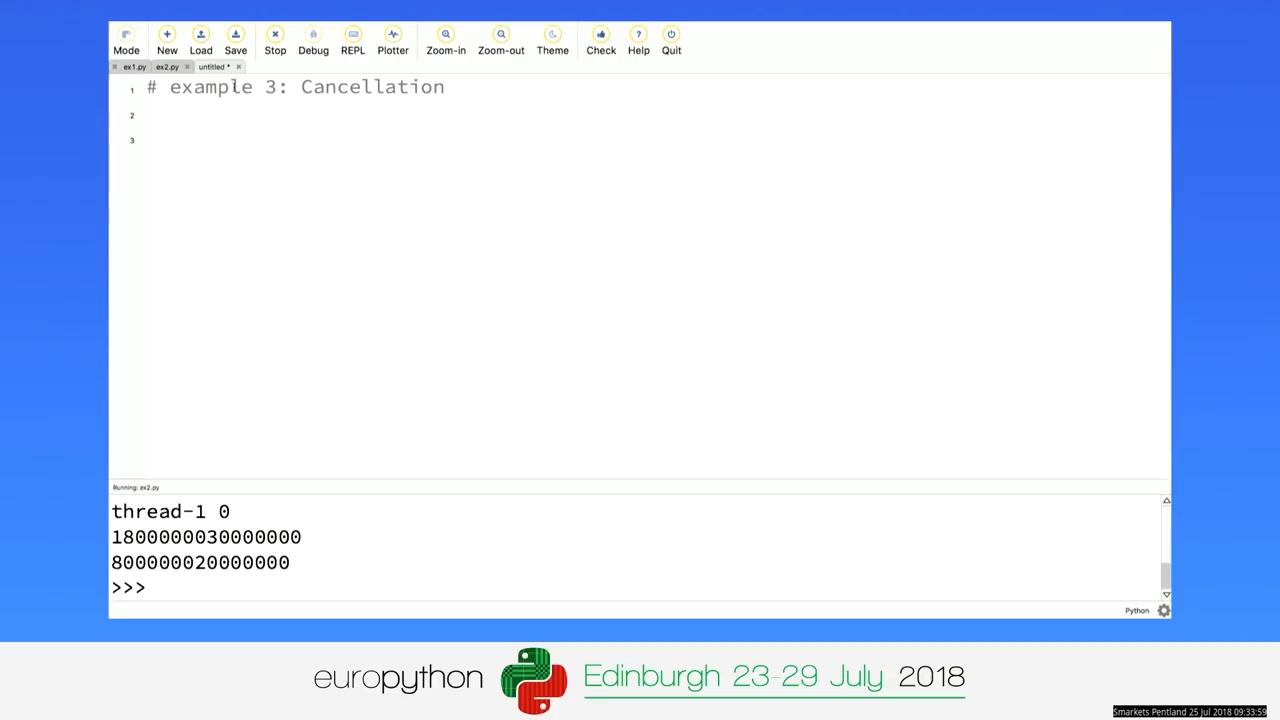 Mode New Load Save Stop Debug REPL Plotter Zoom-in Zoom-out Theme Check Help Quit
ex1.py ex2.py untitled *
1 # example 3: Cancellation
2
3
Running: ex2.py
thread-1 0
1800000030000000
800000020000000
>>>
Python
europython Edinburgh 23-29 July 2018
Smarkets Pentland 25 Jul 2018 09:33:59